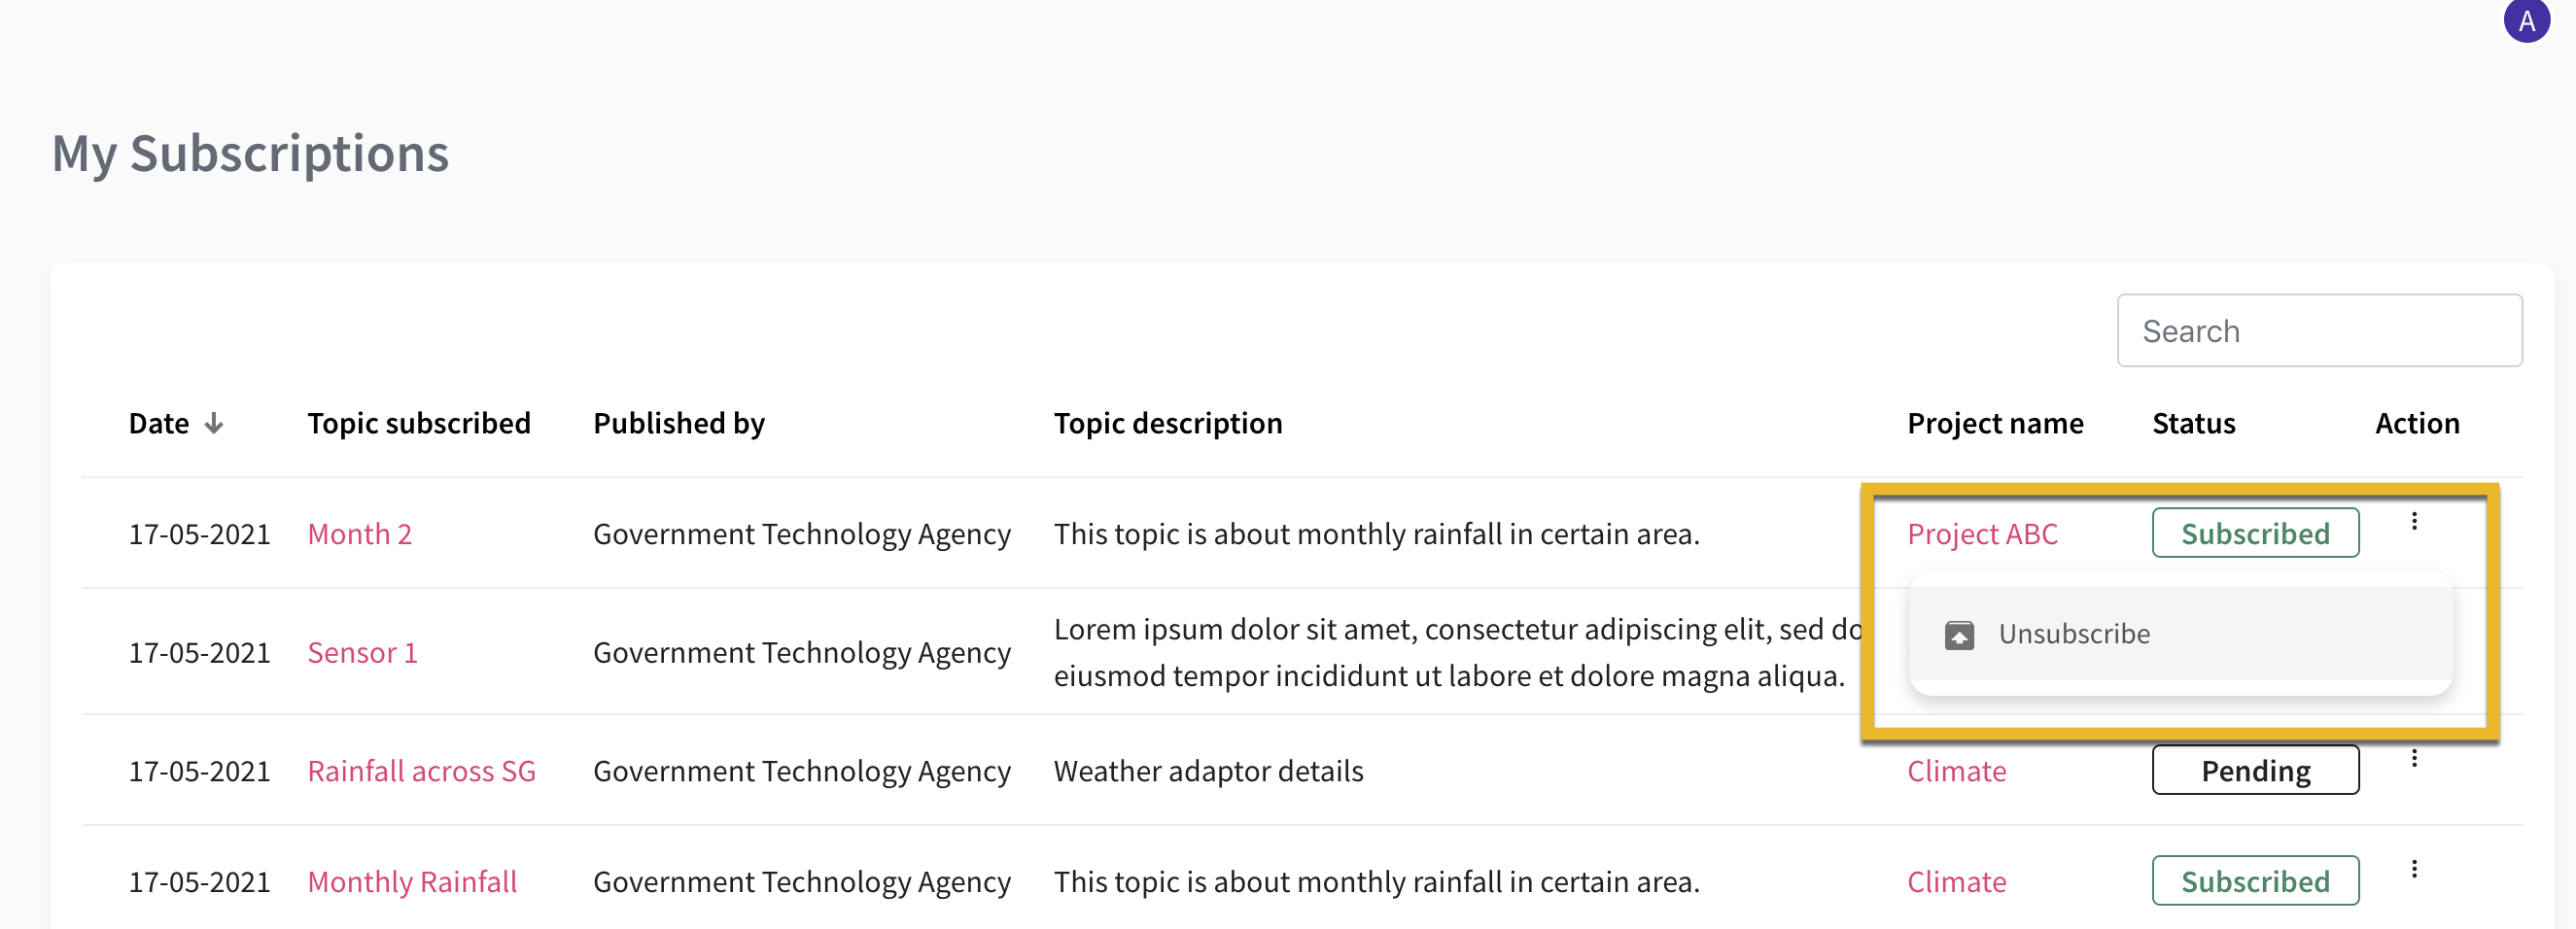 A
My Subscriptions
Search
Date Topic subscribed Published by Topic description Project name Status Action
17-05-2021 Month 2 Government Technology Agency This topic is about monthly rainfall in certain area. Project ABC Subscribed
Unsubscribe
17-05-2021 Sensor 1 Government Technology Agency Lorem ipsum dolor sit amet, consectetur adipiscing elit, sed do
eiusmod tempor incididunt ut labore et dolore magna aliqua.
17-05-2021 Rainfall across SG Government Technology Agency Weather adaptor details Climate Pending
17-05-2021 Monthly Rainfall Government Technology Agency This topic is about monthly rainfall in certain area. Climate Subscribed